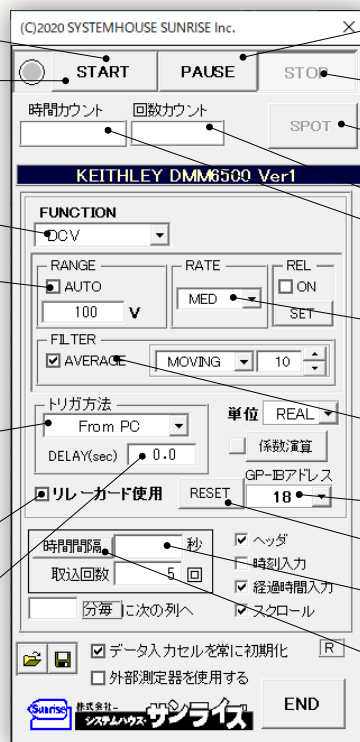 (C)2020 SYSTEMHOUSE SUNRISE Inc. ×
START PAUSE STOP
時間カウント 回数カウント
SPOT
KEITHLEY DMM6500 Ver1
FUNCTION
DCV
RANGE RATE REL
AUTO MED ON
100 V SET
FILTER
AVERAGE MOVING 10
トリガ方法 単位 REAL
From PC
DELAY(sec) 0.0 係数演算
GP-IBアドレス
リレーカード使用 RESET 18
時間間隔 秒 ヘッダ
取込回数 5 回 時刻入力
経過時間入力
分毎 に次の列へ スクロール
データ入力セルを常に初期化 R
外部測定器を使用する
Sunrise 株式会社 システムハウス サンライズ END